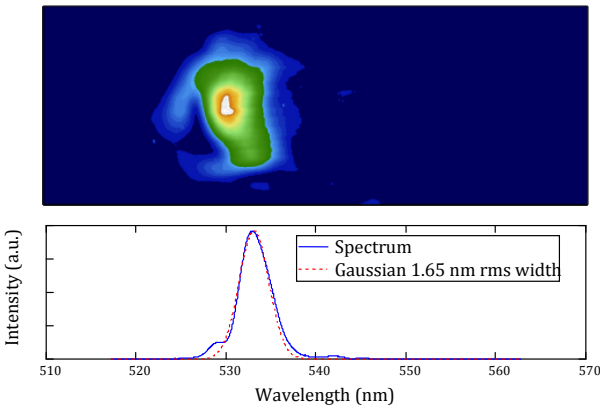 Spectrum
Gaussian 1.65 nm rms width
Intensity (a.u.)
510 520 530 540 550 560 570
Wavelength (nm)